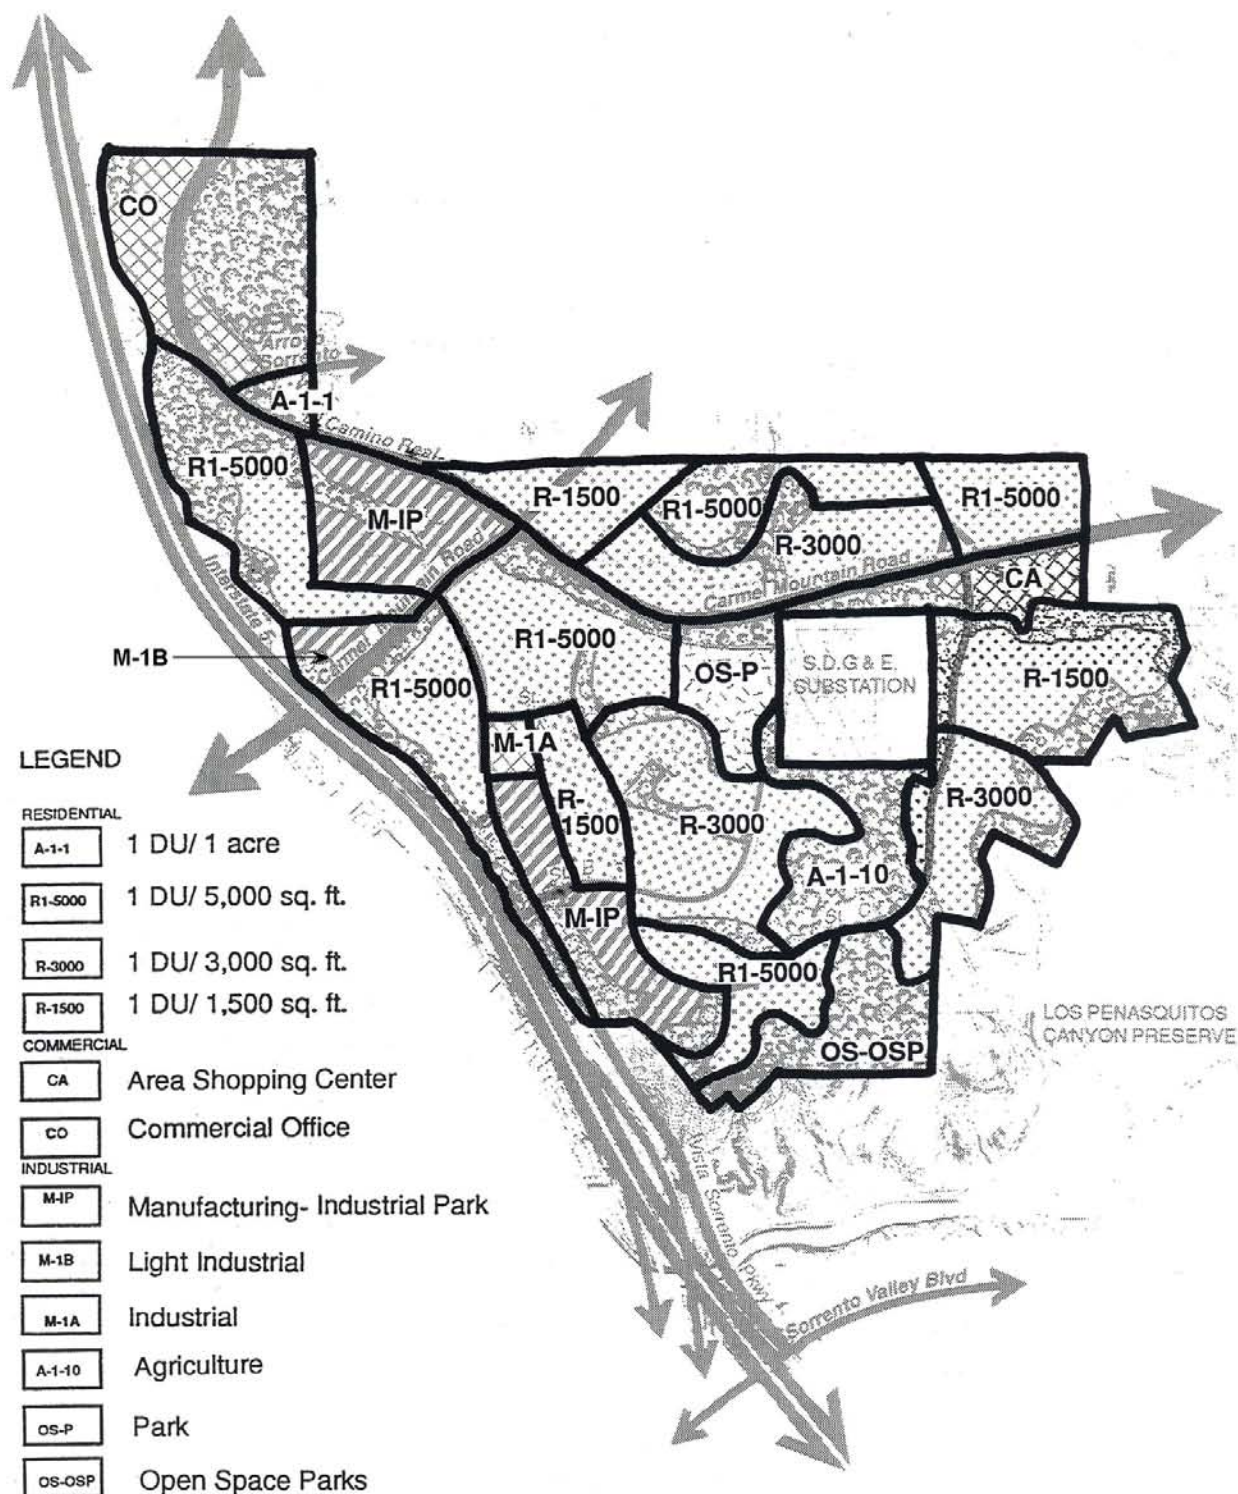 CO
Arroyo
Sorrento
A-1-1
El Camino Real
R1-5000
M-IP
R-1500
R1-5000
R1-5000
R-3000
Carmel Mountain Road
CA
Interstate 5
Carmel Mountain Road
M-1B
R1-5000
R1-5000
OS-P
S.D.G & E.
SUBSTATION
R-1500
M-1A
R-
1500
R-3000
R-3000
A-1-10
M-IP
R1-5000
OS-OSP
LOS PENASQUITOS
CANYON PRESERVE
Vista Sorrento Pkwy
Sorrento Valley Blvd
LEGEND
RESIDENTIAL
A-1-1 1 DU/ 1 acre
R1-5000 1 DU/ 5,000 sq. ft.
R-3000 1 DU/ 3,000 sq. ft.
R-1500 1 DU/ 1,500 sq. ft.
COMMERCIAL
CA Area Shopping Center
CO Commercial Office
INDUSTRIAL
M-IP Manufacturing- Industrial Park
M-1B Light Industrial
M-1A Industrial
A-1-10 Agriculture
OS-P Park
OS-OSP Open Space Parks